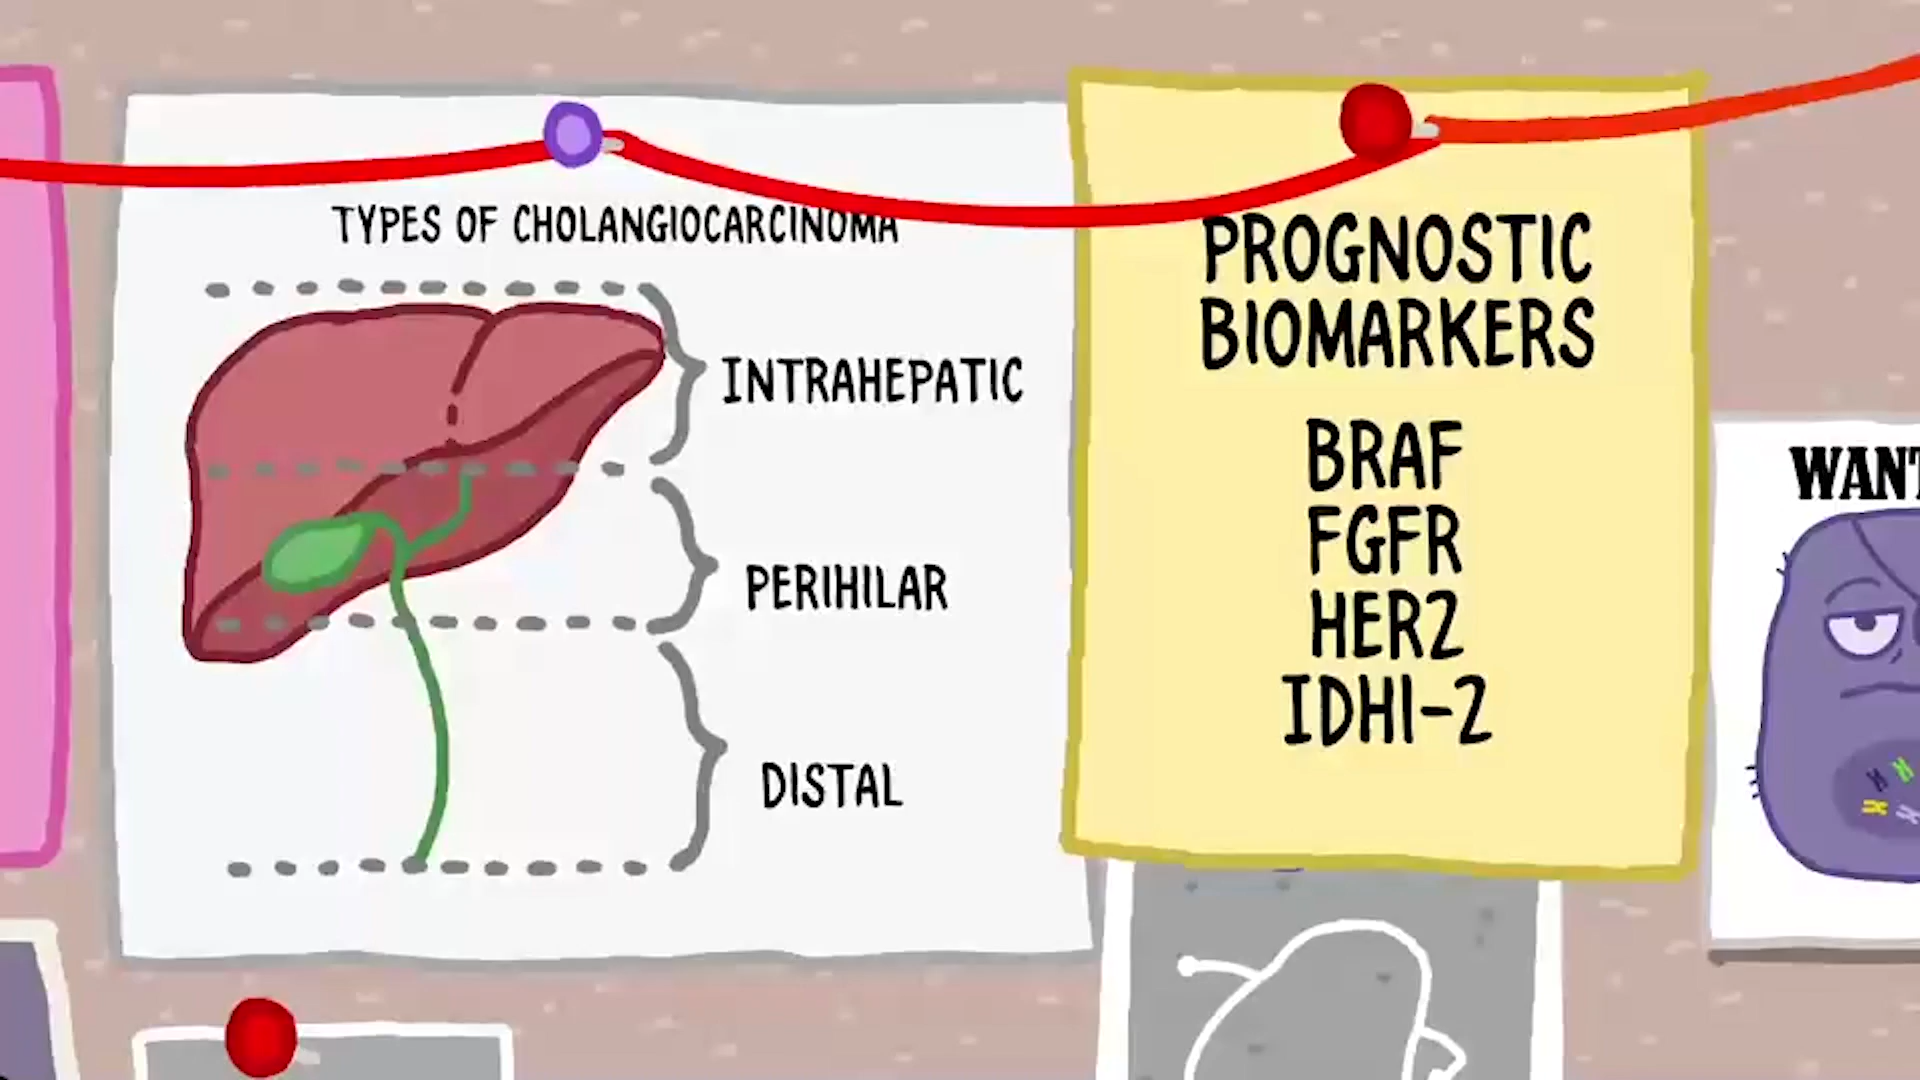 TYPES OF CHOLANGIOCARCINOMA
INTRAHEPATIC
PERIHILAR
DISTAL
PROGNOSTIC
BIOMARKERS
BRAF
FGFR
HER2
IDH1-2